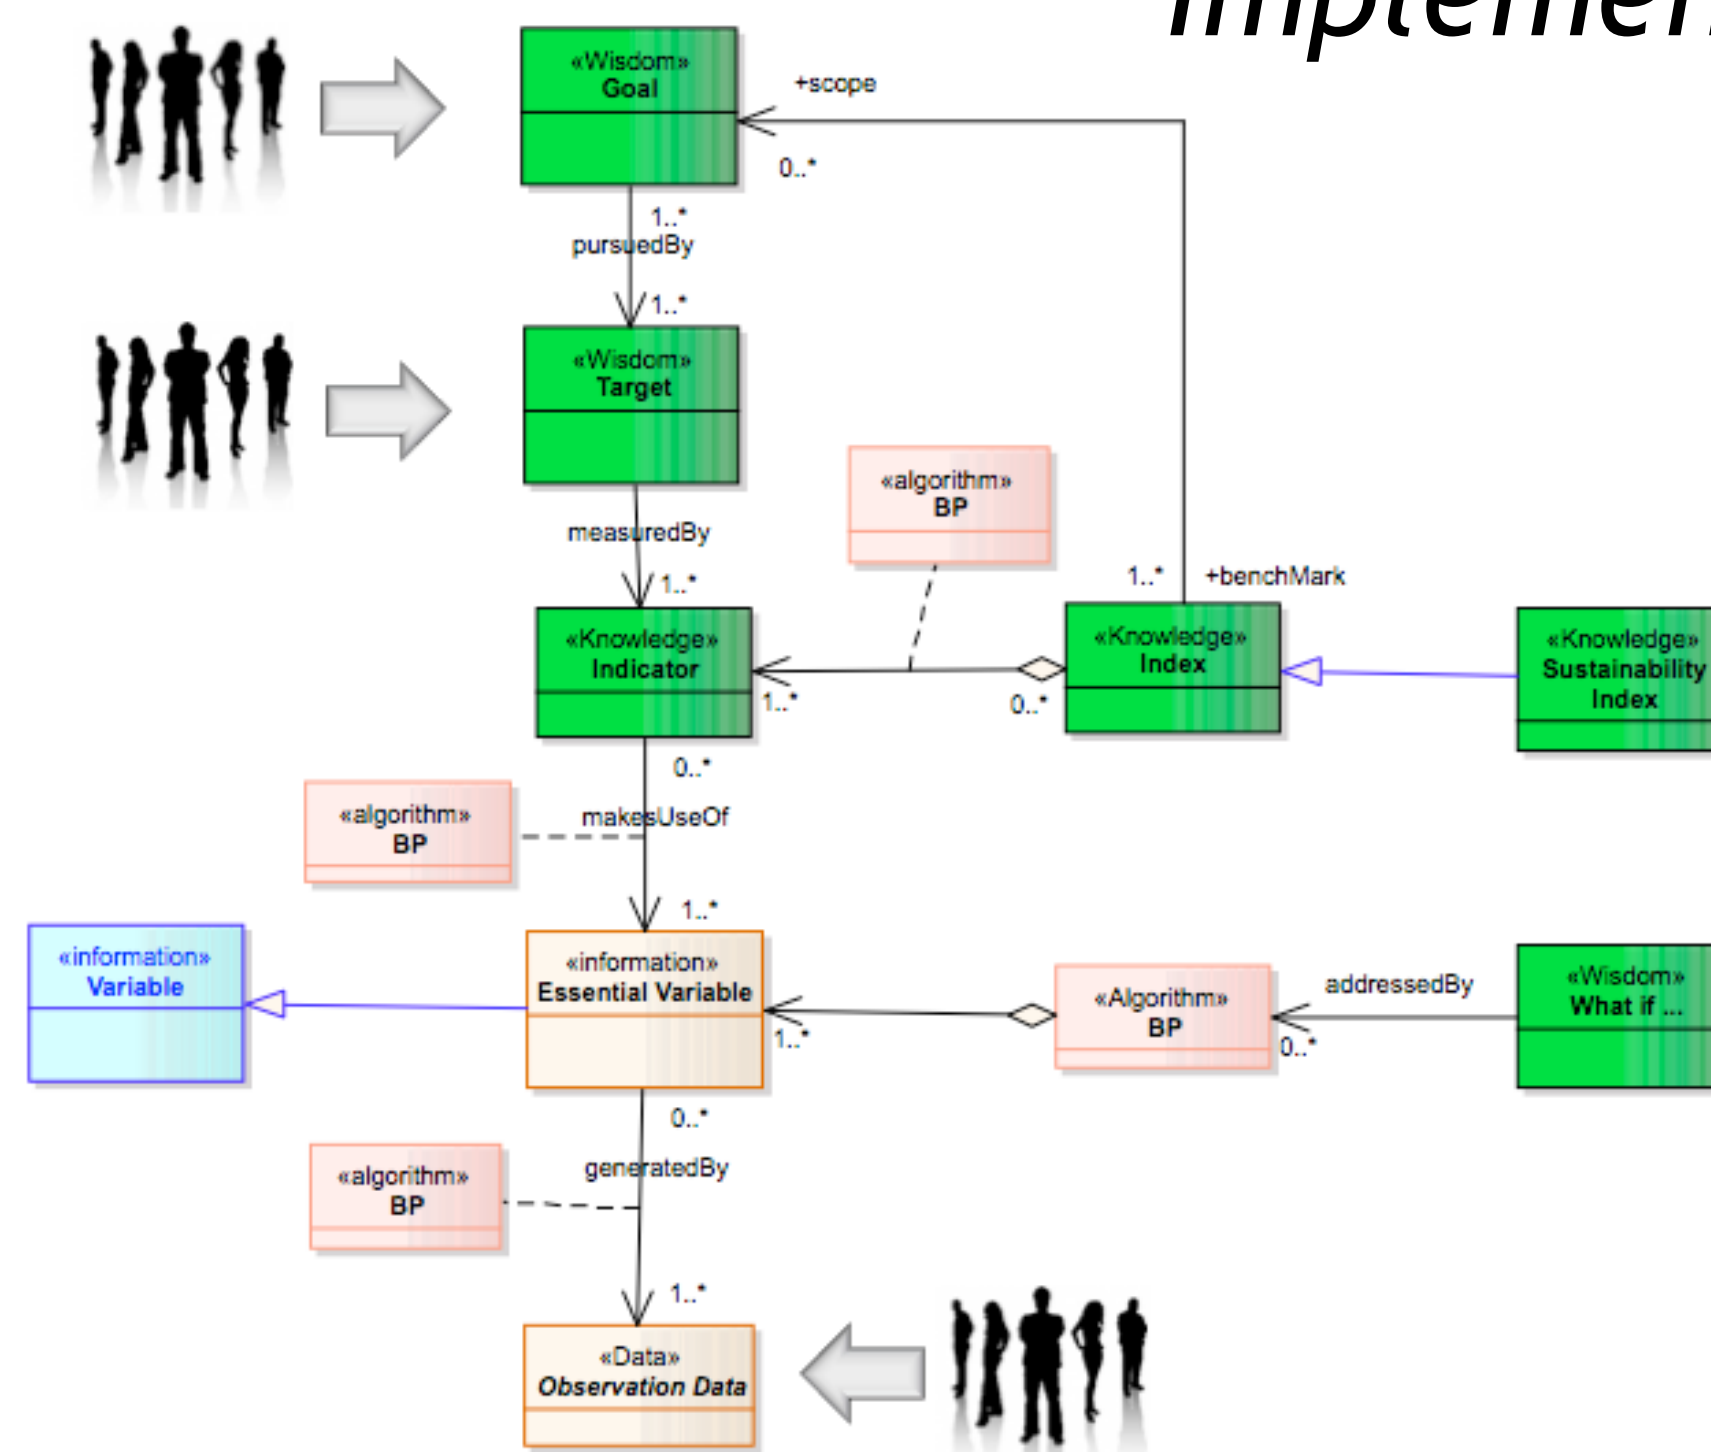 «Wisdom»
Goal
+scope
0..*
1..*
pursuedBy
1..*
«Wisdom»
Target
measuredBy
1..*
«algorithm»
BP
1..*
+benchMark
«Knowledge»
Indicator
1..*
0..*
«Knowledge»
Index
«Knowledge»
Sustainability
Index
0..*
makesUseOf
«algorithm»
BP
1..*
«information»
Variable
«information»
Essential Variable
1..*
«Algorithm»
BP
addressedBy
0..*
«Wisdom»
What if ...
0..*
generatedBy
«algorithm»
BP
1..*
«Data»
Observation Data